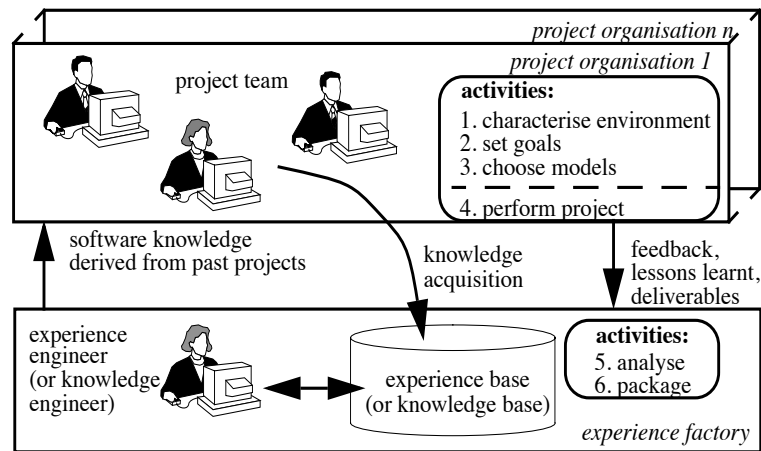 project organisation n
project organisation 1
project team
activities:
1. characterise environment
2. set goals
3. choose models
4. perform project
software knowledge
derived from past projects
knowledge
acquisition
feedback,
lessons learnt,
deliverables
experience
engineer
(or knowledge
engineer)
experience base
(or knowledge base)
activities:
5. analyse
6. package
experience factory